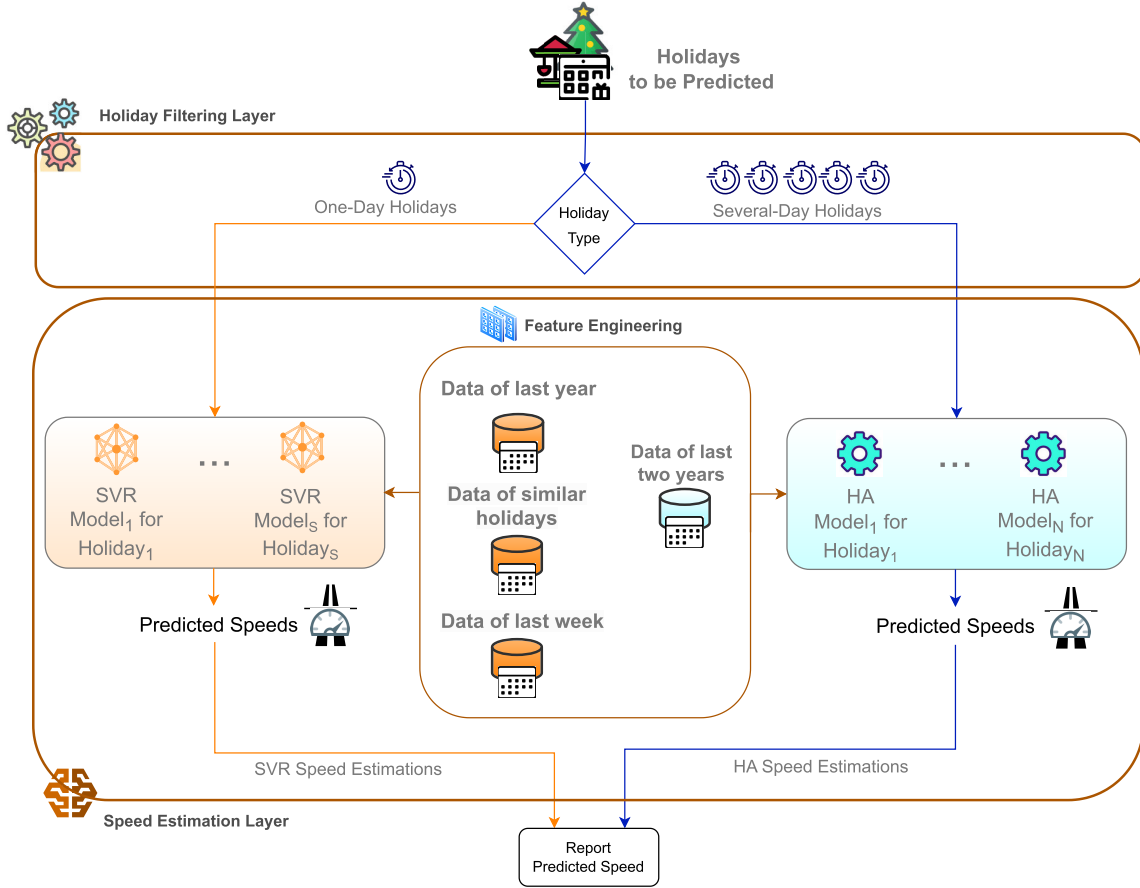 Holidays
to be Predicted
Holiday Filtering Layer
One-Day Holidays
Holiday
Type
Several-Day Holidays
Feature Engineering
Data of last year
Data of similar
holidays
Data of last week
Data of last
two years
SVR
Model₁ for
Holiday₁
...
SVR
Modelₛ for
Holidayₛ
HA
Model₁ for
Holiday₁
...
HA
Model_N for
Holiday_N
Predicted Speeds
Predicted Speeds
SVR Speed Estimations
HA Speed Estimations
Speed Estimation Layer
Report
Predicted Speed